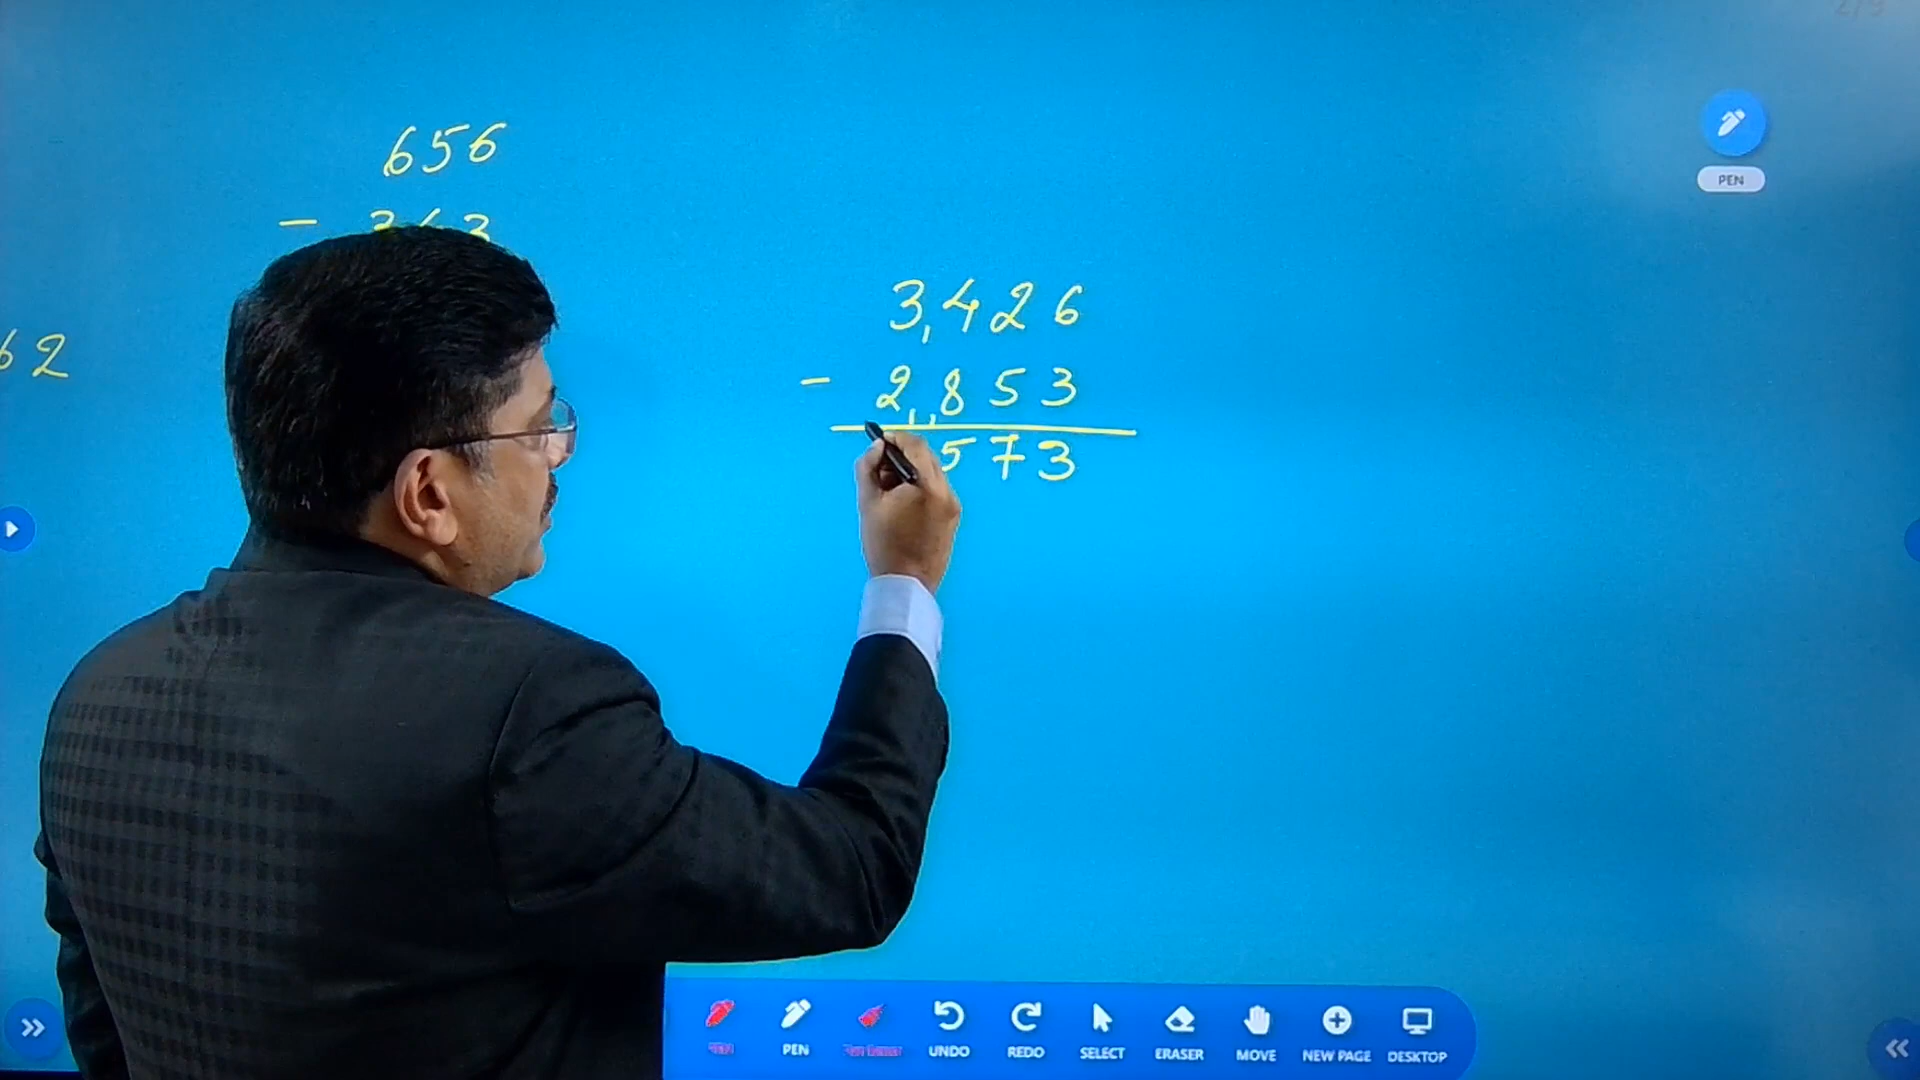 656
PEN
3,426
62
- 2,853
573
PEN
UNDO
REDO
SELECT
ERASER
MOVE
NEW PAGE
DESKTOP